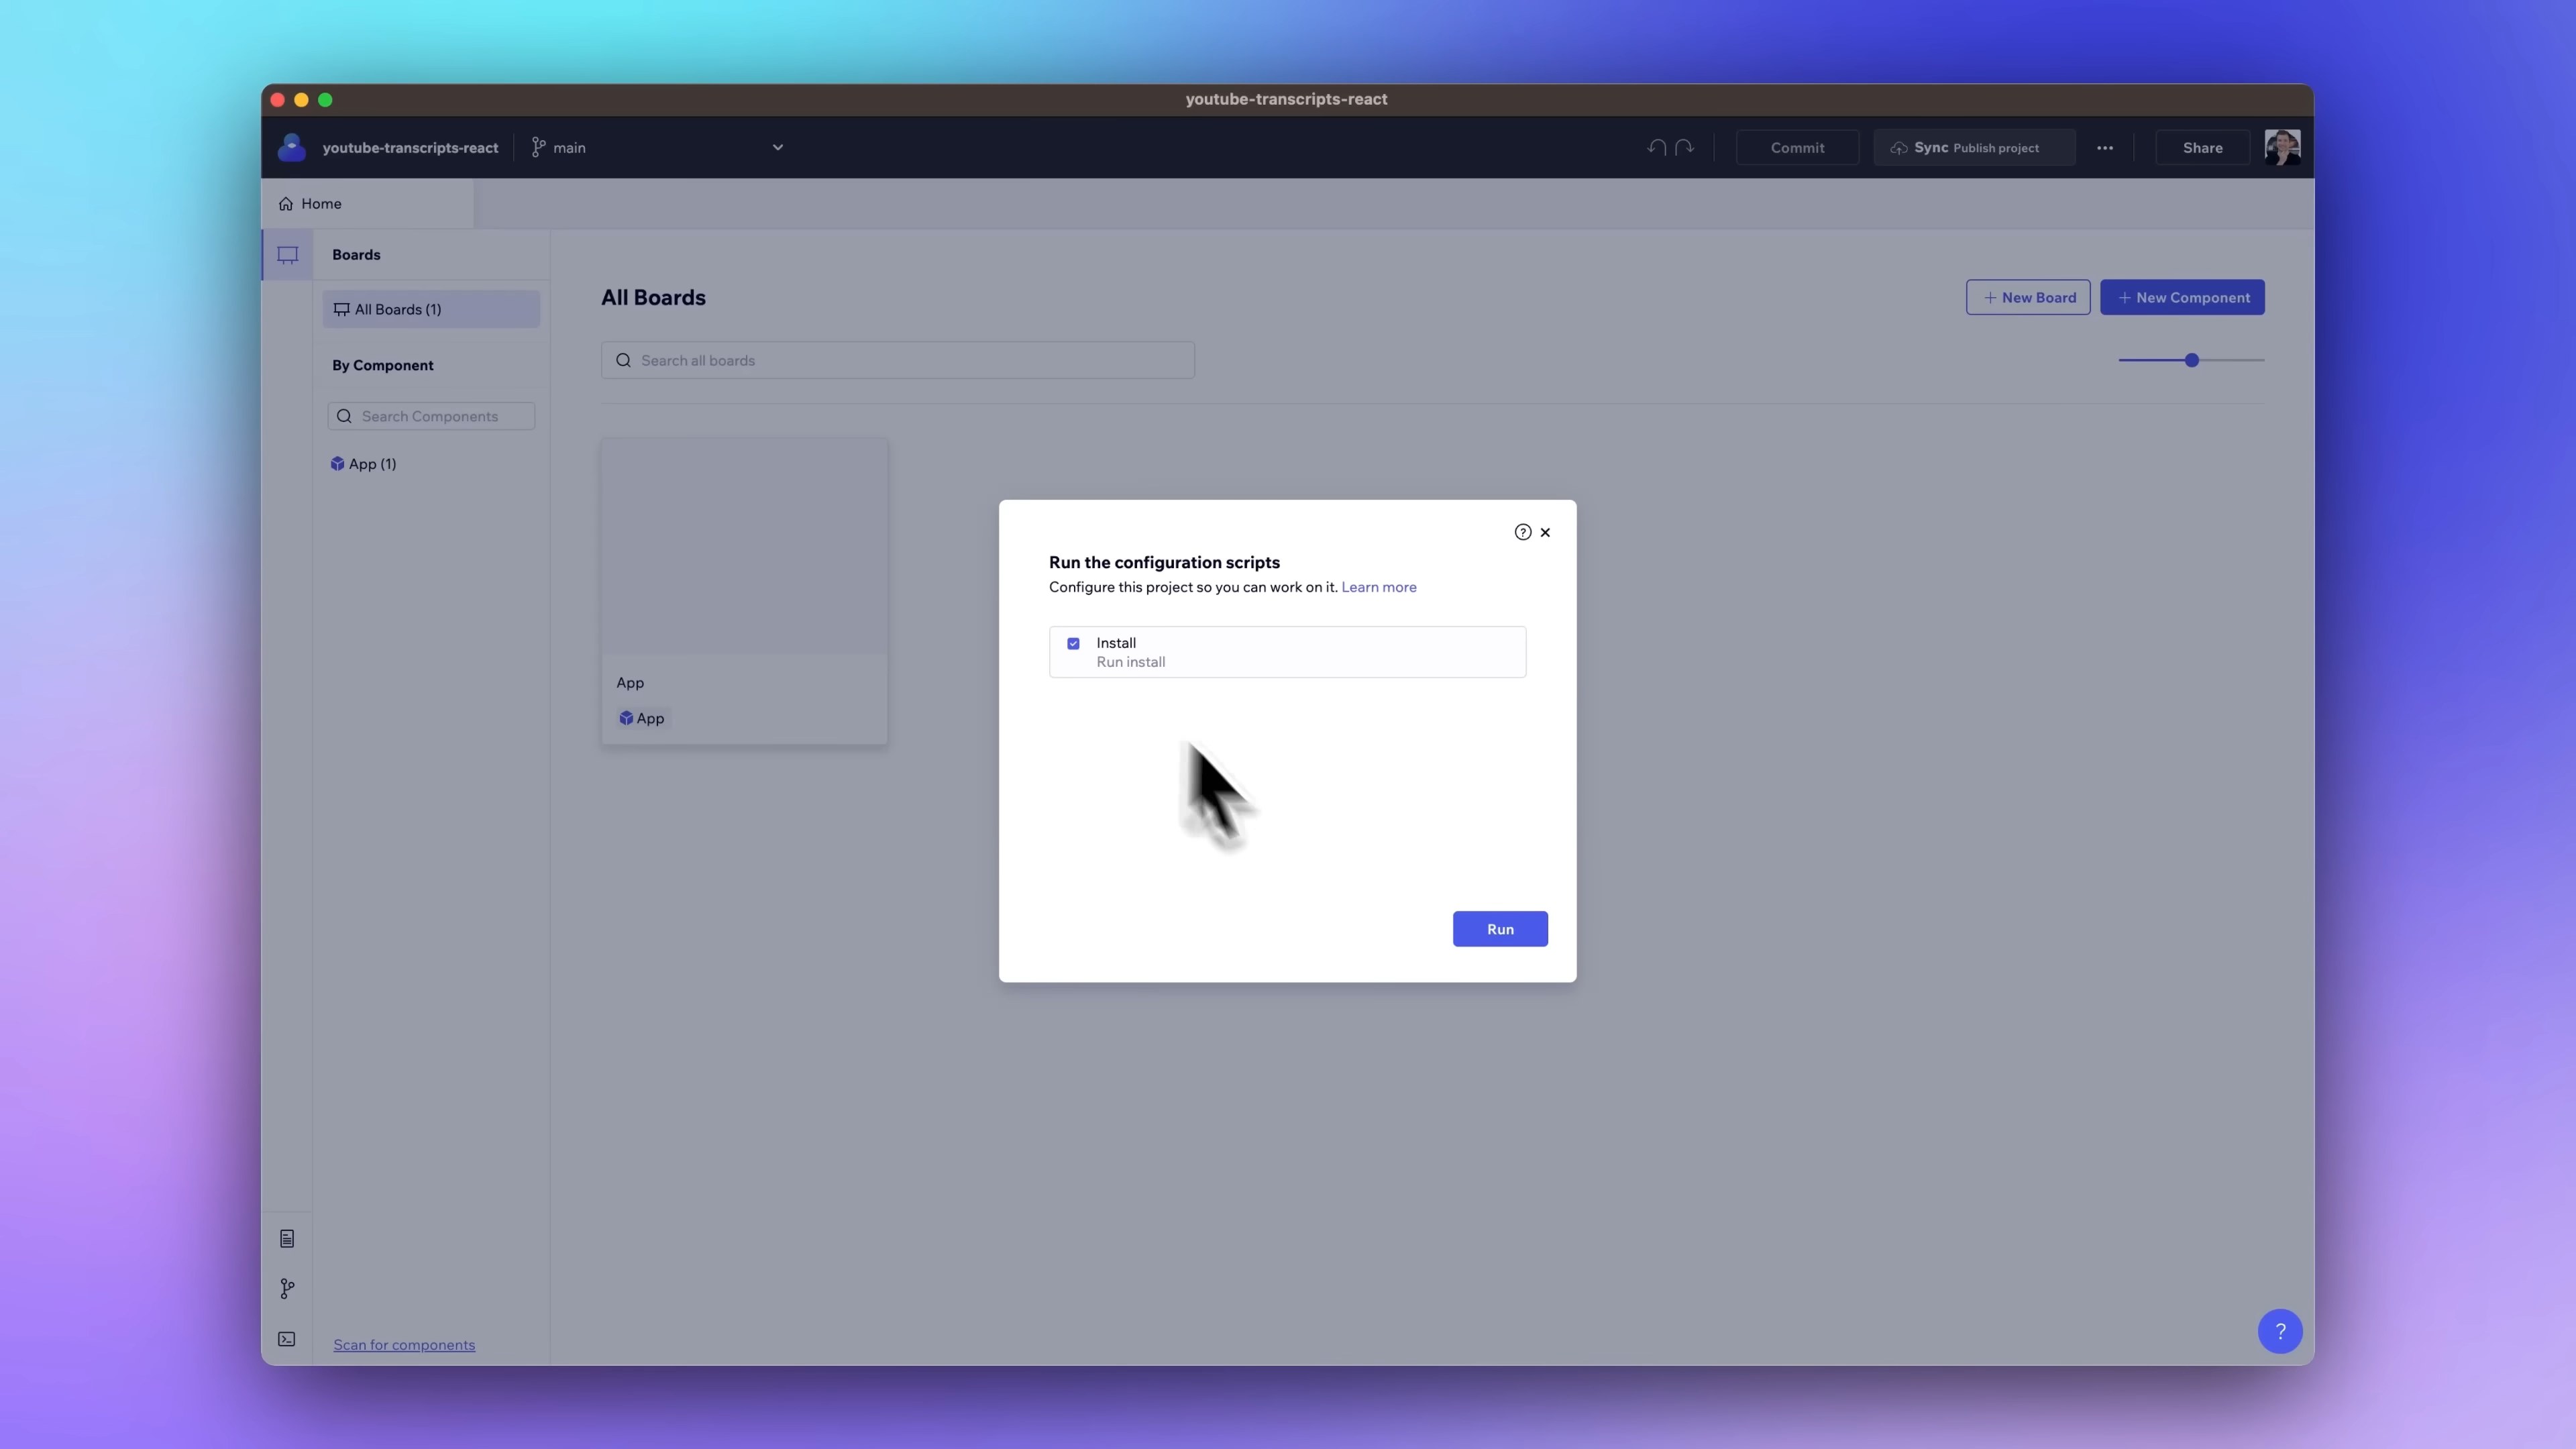 youtube-transcripts-react
youtube-transcripts-react
main
Commit
Sync Publish project
Share
Home
Boards
All Boards (1)
By Component
Search Components
App (1)
Scan for components
All Boards
+ New Board
+ New Component
Search all boards
App
App
Run the configuration scripts
Configure this project so you can work on it. Learn more
Install
Run install
Run
?